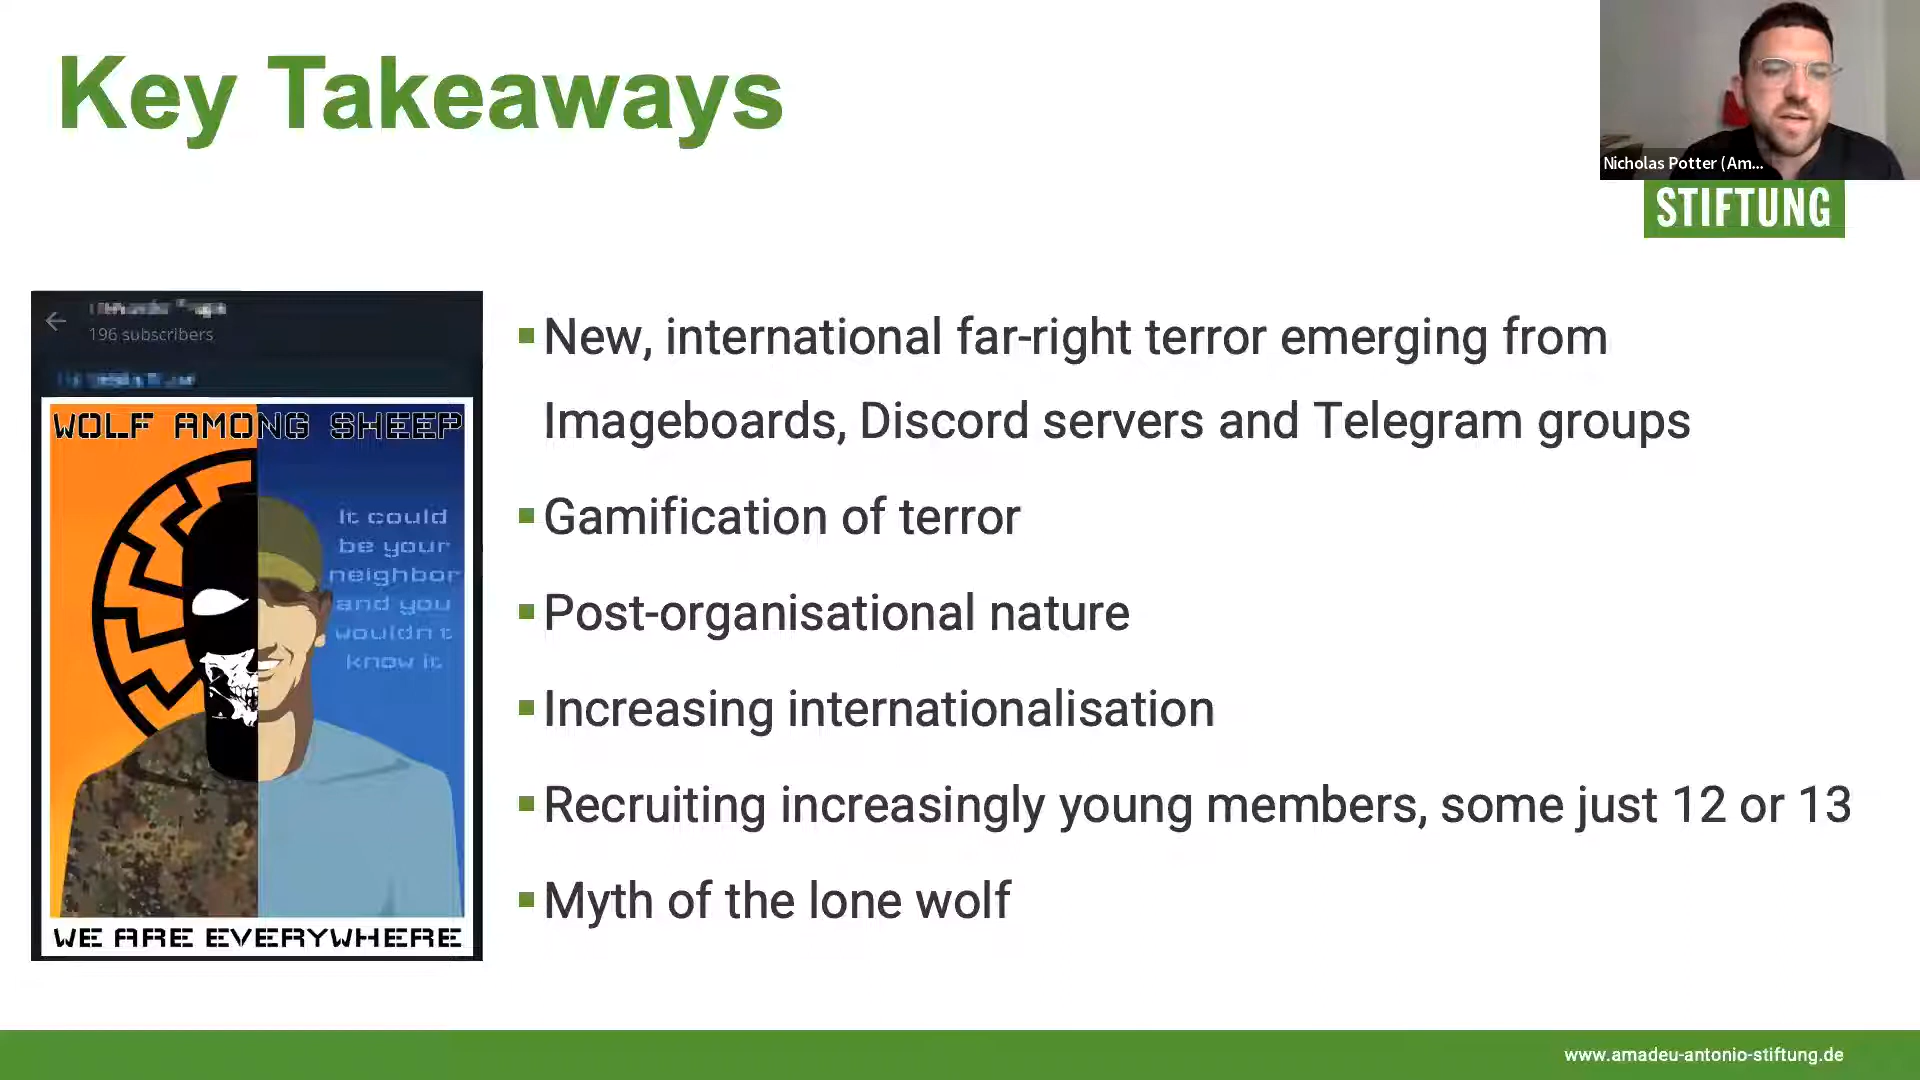 Key Takeaways
Nicholas Potter (Am...
STIFTUNG
196 subscribers
WOLF AMONG SHEEP
It could
be your
neighbor
and you
wouldn't
know it
WE ARE EVERYWHERE
New, international far-right terror emerging from
Imageboards, Discord servers and Telegram groups
Gamification of terror
Post-organisational nature
Increasing internationalisation
Recruiting increasingly young members, some just 12 or 13
Myth of the lone wolf
www.amadeu-antonio-stiftung.de